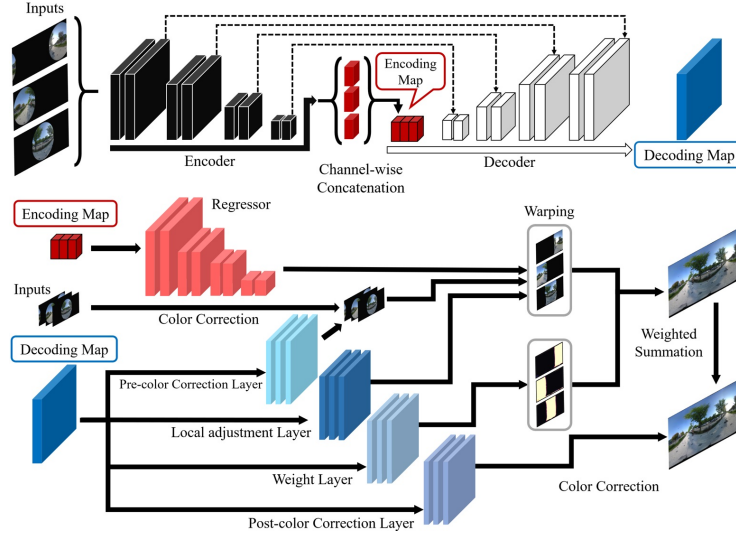 Inputs
Encoding
Map
Encoder
Channel-wise
Concatenation
Decoder
Decoding Map
Encoding Map
Regressor
Warping
Inputs
Color Correction
Weighted
Summation
Decoding Map
Pre-color Correction Layer
Local adjustment Layer
Weight Layer
Color Correction
Post-color Correction Layer